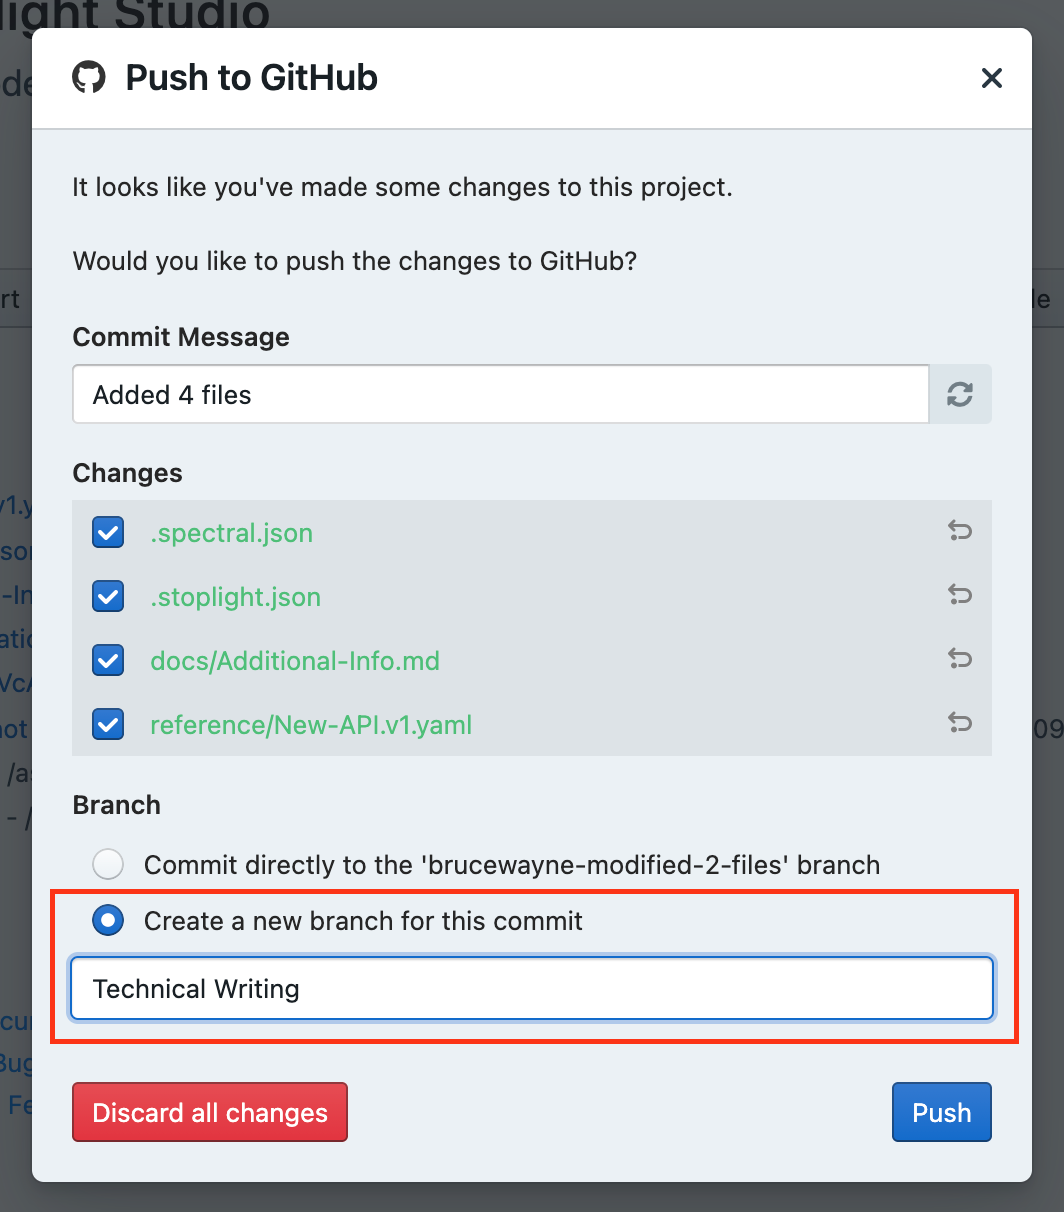 light Studio
Push to GitHub
It looks like you've made some changes to this project.
Would you like to push the changes to GitHub?
rt
le
Commit Message
Added 4 files
Changes
.spectral.json
.stoplight.json
docs/Additional-Info.md
reference/New-API.v1.yaml
09
Branch
Commit directly to the 'brucewayne-modified-2-files' branch
Create a new branch for this commit
Technical Writing
Discard all changes
Push